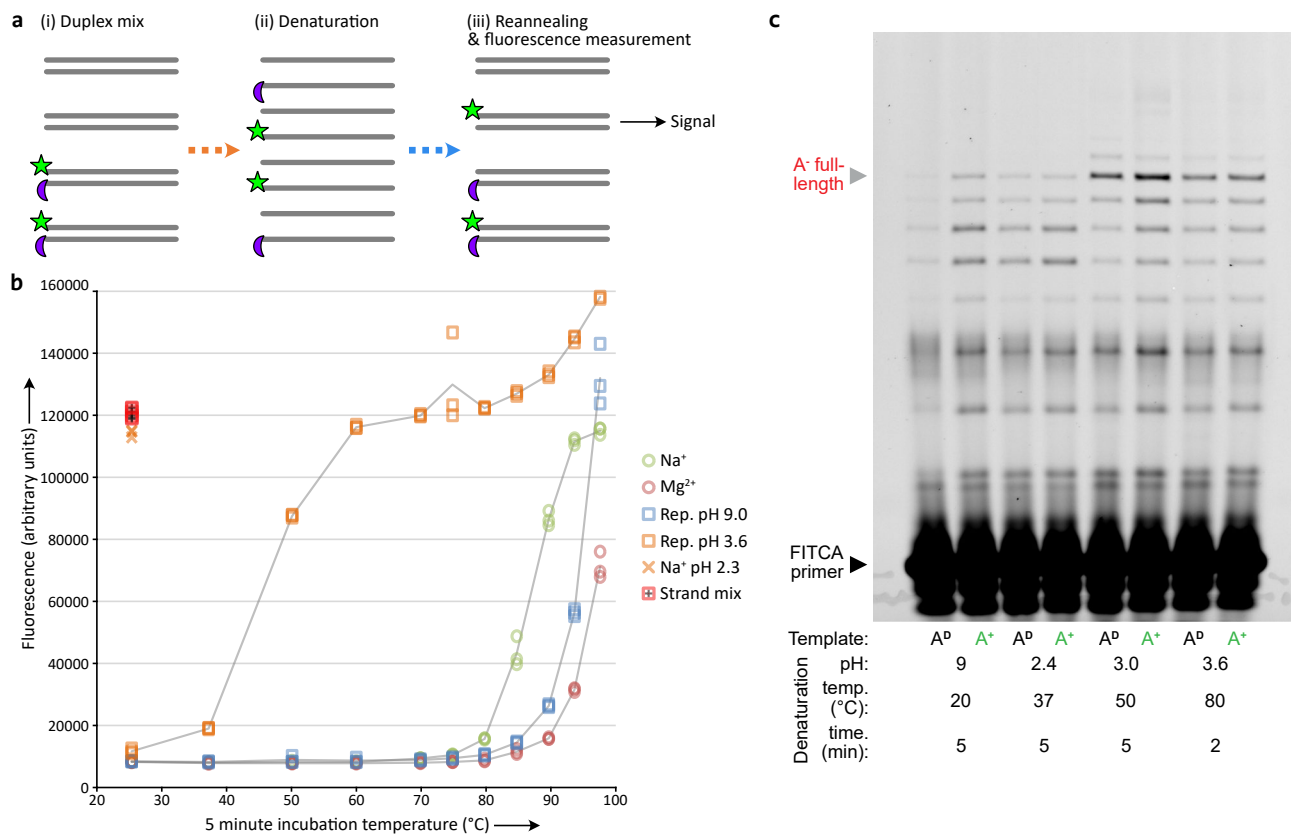 a
(i) Duplex mix
(ii) Denaturation
(iii) Reannealing
& fluorescence measurement
Signal
b
Fluorescence (arbitrary units)
160000
140000
120000
100000
80000
60000
40000
20000
0
20 30 40 50 60 70 80 90 100
5 minute incubation temperature (°C)
Na⁺
Mg²⁺
Rep. pH 9.0
Rep. pH 3.6
Na⁺ pH 2.3
Strand mix
c
A⁻ full-
length
FITCA
primer
Template: Aᴰ A⁺ Aᴰ A⁺ Aᴰ A⁺ Aᴰ A⁺
Denaturation
pH: 9 2.4 3.0 3.6
temp.
(°C): 20 37 50 80
time.
(min): 5 5 5 2